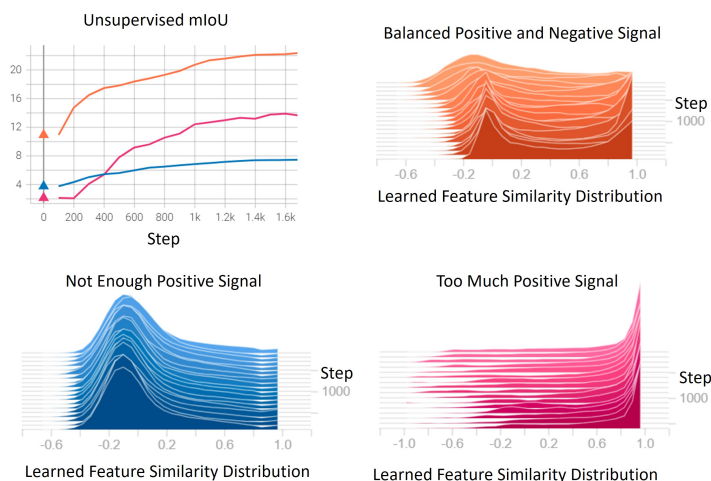 Unsupervised mIoU
20
16
12
8
4
0 200 400 600 800 1k 1.2k 1.4k 1.6k
Step
Balanced Positive and Negative Signal
Step
1000
-0.6 -0.2 0.2 0.6 1.0
Learned Feature Similarity Distribution
Not Enough Positive Signal
Step
1000
-0.6 -0.2 0.2 0.6 1.0
Learned Feature Similarity Distribution
Too Much Positive Signal
Step
1000
-1.0 -0.6 -0.2 0.2 0.6 1.0
Learned Feature Similarity Distribution